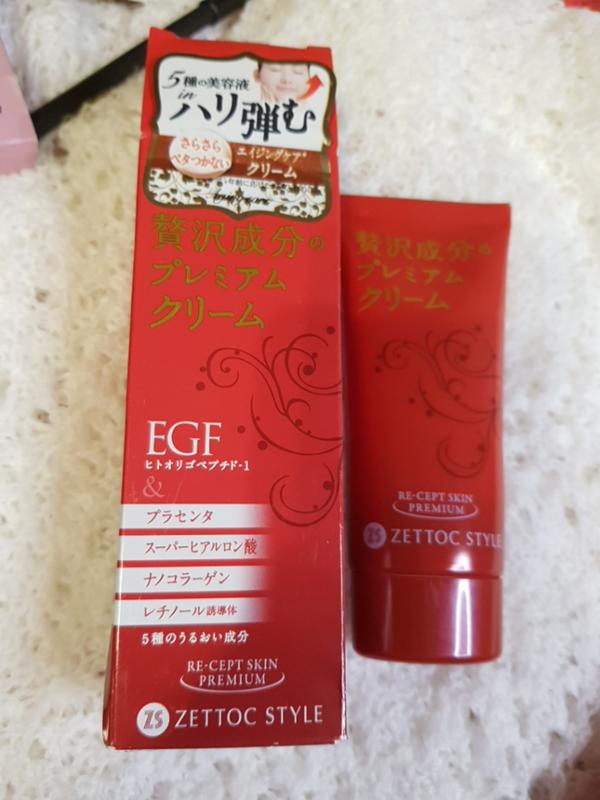 5種の美容液
in
ハリ弾む
さらさら
ベタつかない
エイジングケア*
クリーム
贅沢成分の
プレミアム
クリーム
EGF
ヒトオリゴペプチド-1
&
プラセンタ
スーパーヒアルロン酸
ナノコラーゲン
レチノール誘導体
5種のうるおい成分
RE-CEPT SKIN
PREMIUM
ZS ZETTOC STYLE
贅沢成分の
プレミアム
クリーム
RE-CEPT SKIN
PREMIUM
ZS ZETTOC STYLE